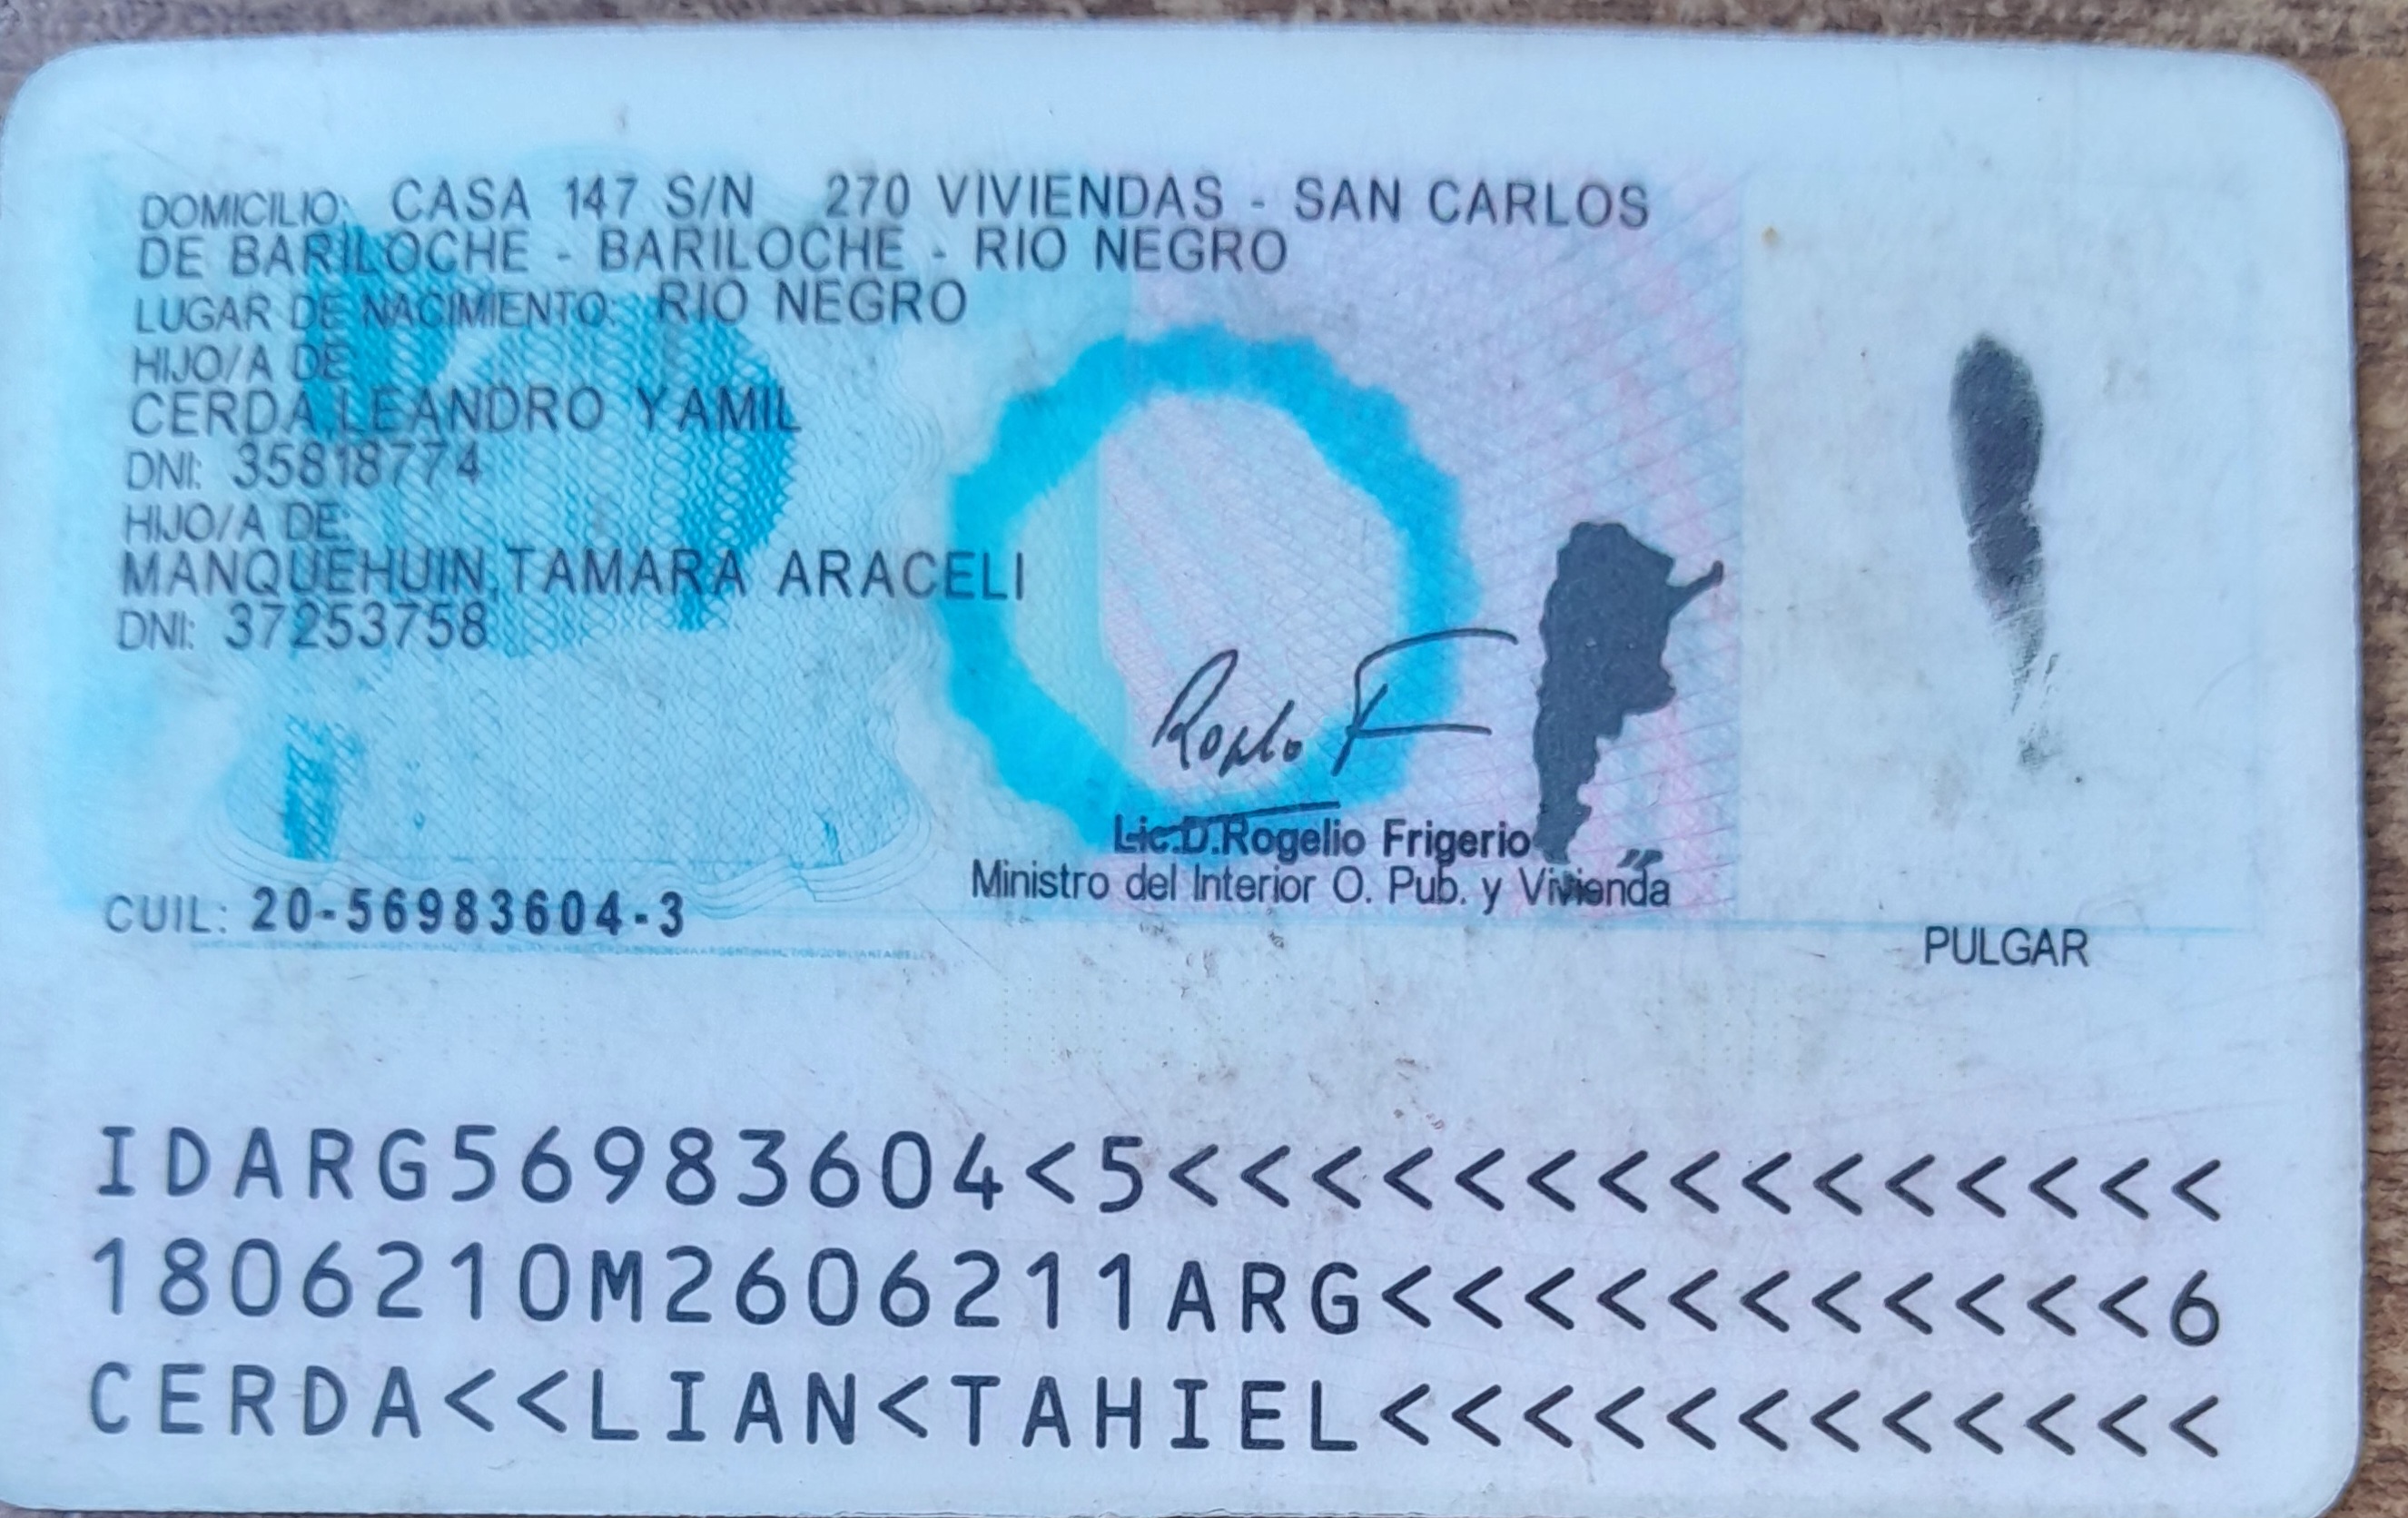 DOMICILIO: CASA 147 S/N 270 VIVIENDAS - SAN CARLOS
DE BARILOCHE - BARILOCHE - RIO NEGRO
LUGAR DE NACIMIENTO: RIO NEGRO
HIJO/A DE
CERDA,LEANDRO YAMIL
DNI: 35818774
HIJO/A DE:
MANQUEHUIN,TAMARA ARACELI
DNI: 37253758
Lic.D.Rogelio Frigerio
Ministro del Interior O. Pub. y Vivienda
CUIL: 20-56983604-3
PULGAR
IDARG56983604<5<<<<<<<<<<<<<<<
1806210M2606211ARG<<<<<<<<<<<6
CERDA<<LIAN<TAHIEL<<<<<<<<<<<<